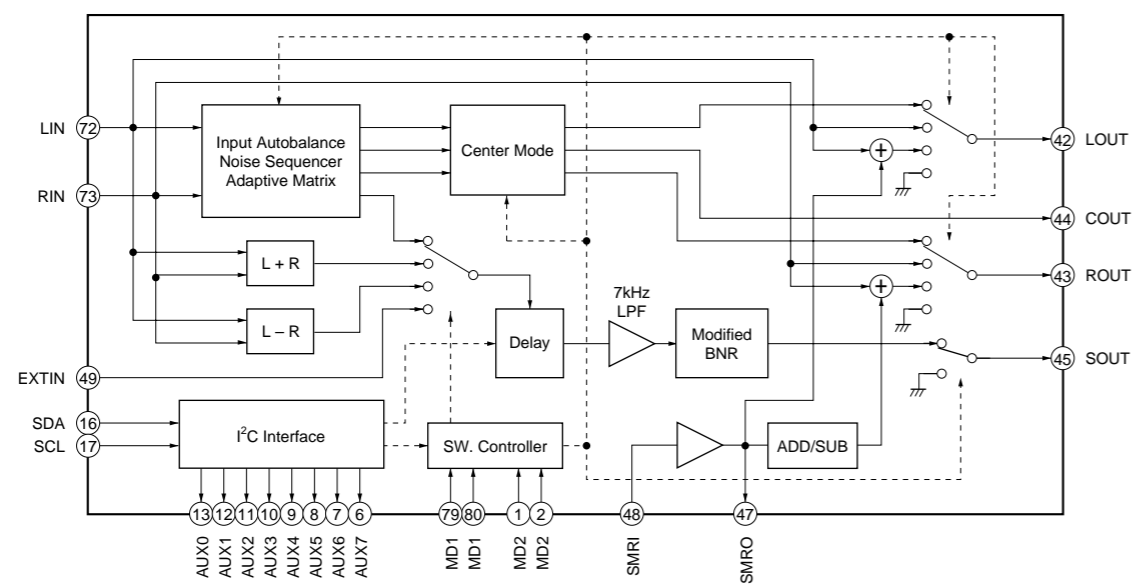 LIN 72
RIN 73
Input Autobalance
Noise Sequencer
Adaptive Matrix
Center Mode
+
42 LOUT
44 COUT
43 ROUT
+
L + R
L – R
7kHz
LPF
Delay
Modified
BNR
45 SOUT
EXTIN 49
SDA 16
SCL 17
I²C Interface
SW. Controller
ADD/SUB
13 12 11 10 9 8 7 6 79 80 1 2 48 47
AUX0
AUX1
AUX2
AUX3
AUX4
AUX5
AUX6
AUX7
MD1
MD1
MD2
MD2
SMRI
SMRO